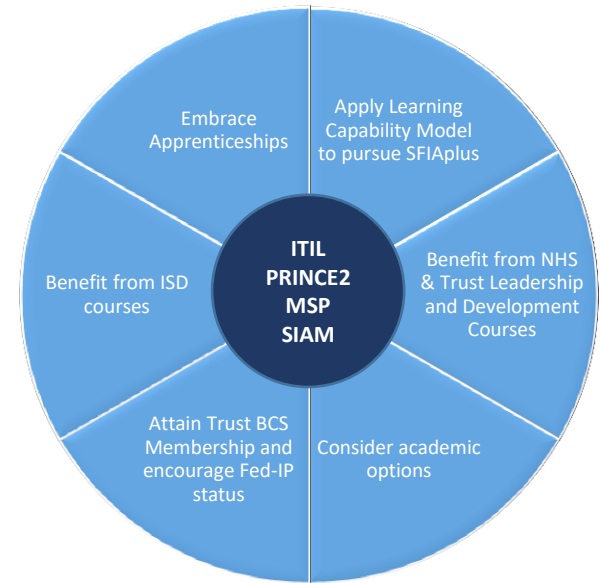 Embrace
Apprenticeships
Apply Learning
Capability Model
to pursue SFIAplus
Benefit from ISD
courses
ITIL
PRINCE2
MSP
SIAM
Benefit from NHS
& Trust Leadership
and Development
Courses
Attain Trust BCS
Membership and
encourage Fed-IP
status
Consider academic
options